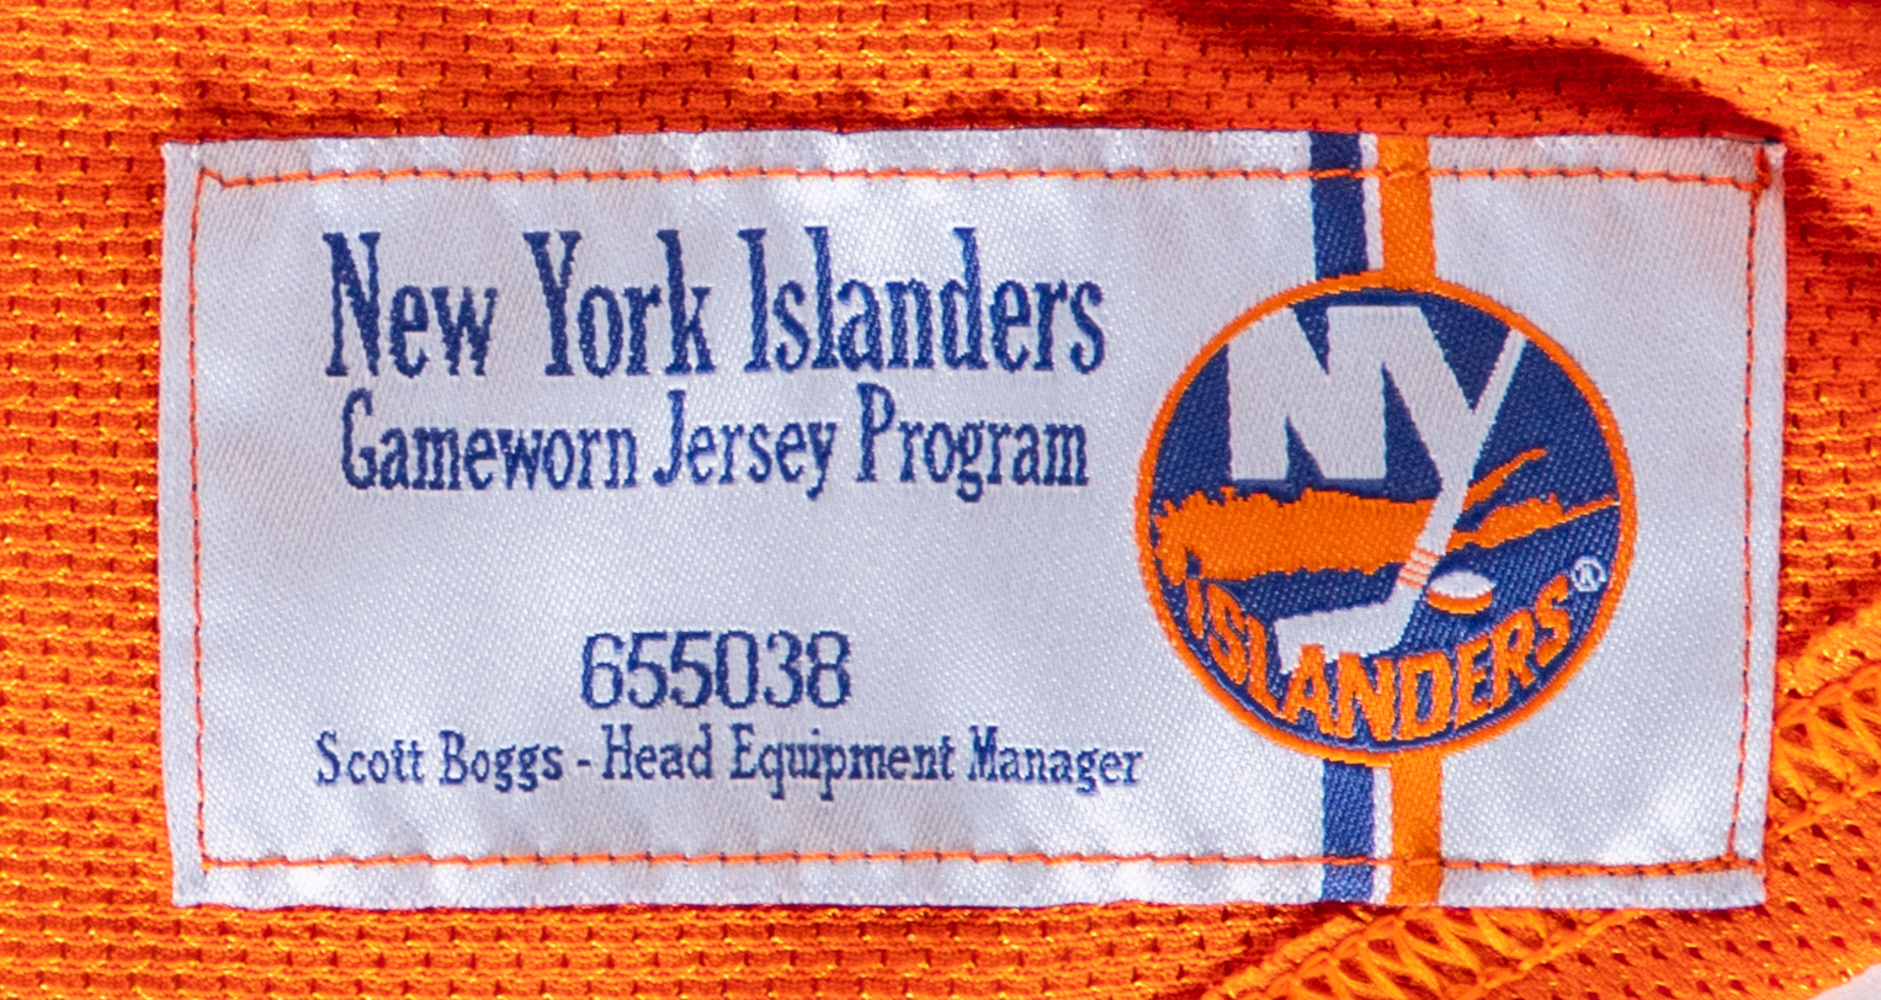 New York Islanders
Gameworn Jersey Program
655038
Scott Boggs - Head Equipment Manager
NY
ISLANDERS®